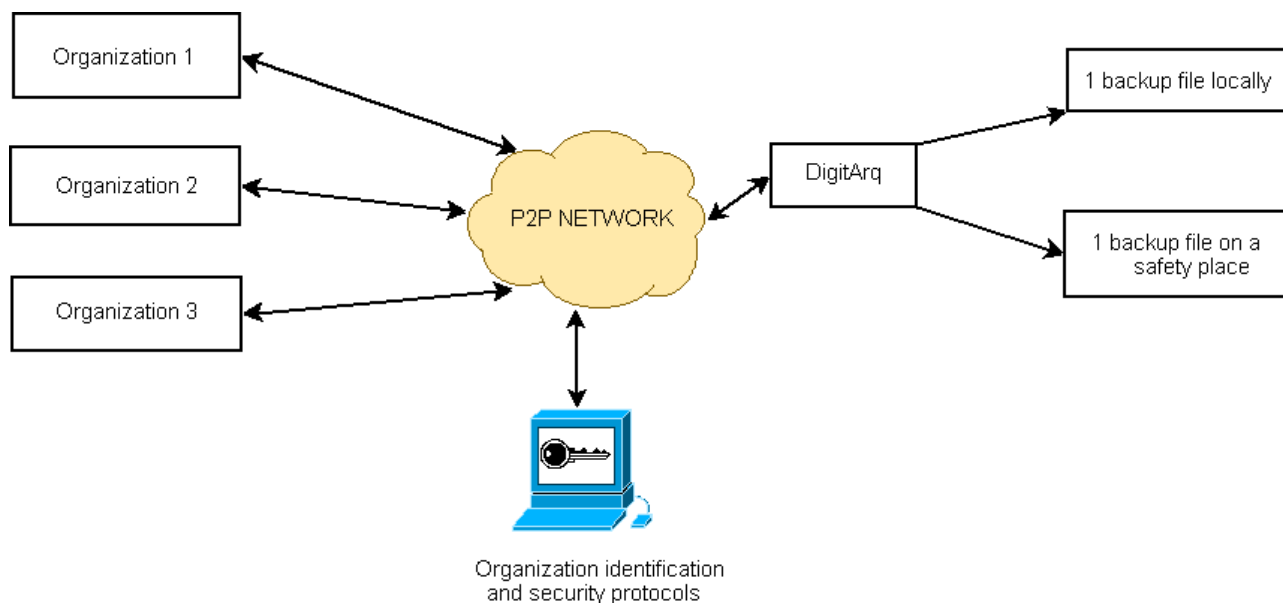 Organization 1
1 backup file locally
Organization 2
DigitArq
P2P NETWORK
1 backup file on a
safety place
Organization 3
Organization identification
and security protocols